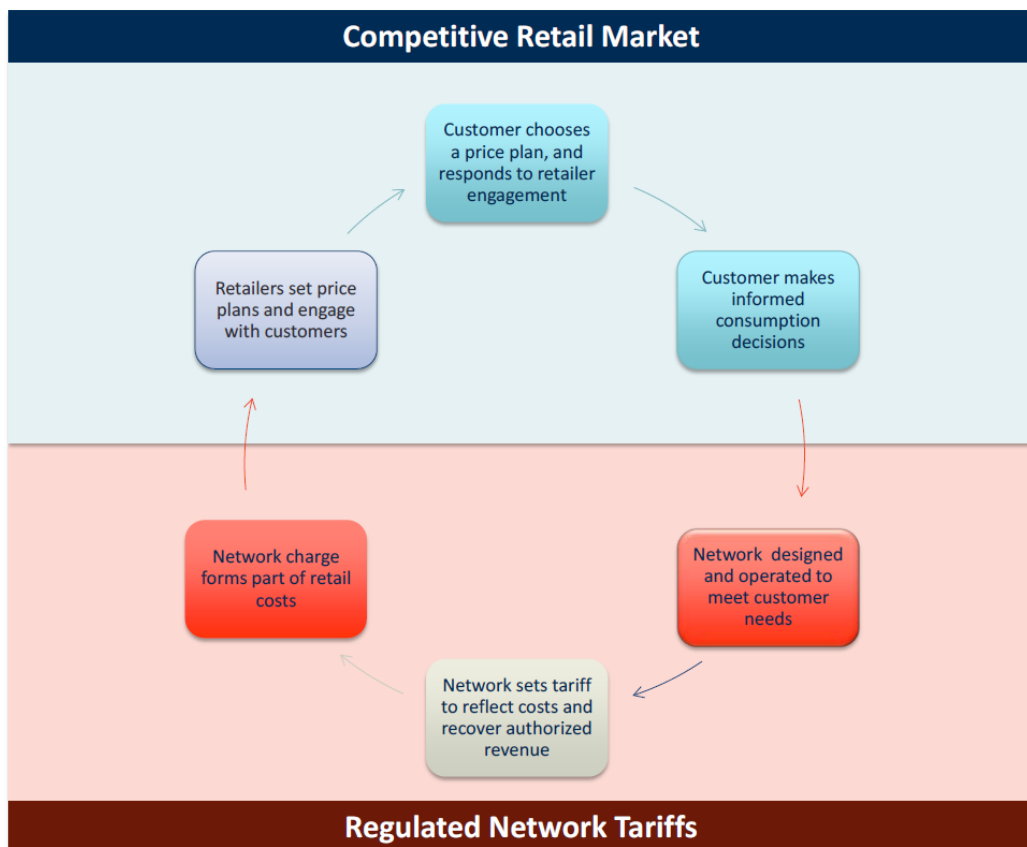 Competitive Retail Market
Customer chooses
a price plan, and
responds to retailer
engagement
Retailers set price
plans and engage
with customers
Customer makes
informed
consumption
decisions
Network charge
forms part of retail
costs
Network designed
and operated to
meet customer
needs
Network sets tariff
to reflect costs and
recover authorized
revenue
Regulated Network Tariffs